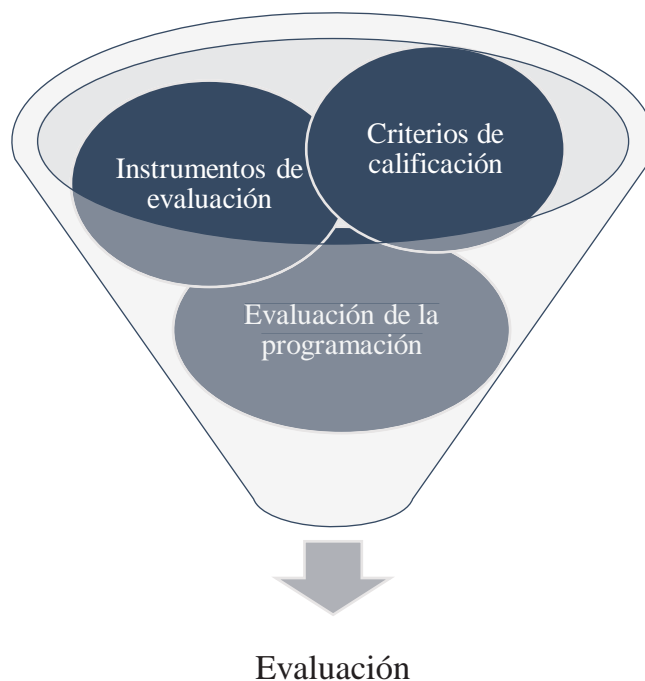 Criterios de
calificación
Instrumentos de
evaluación
Evaluación de la
programación
Evaluación